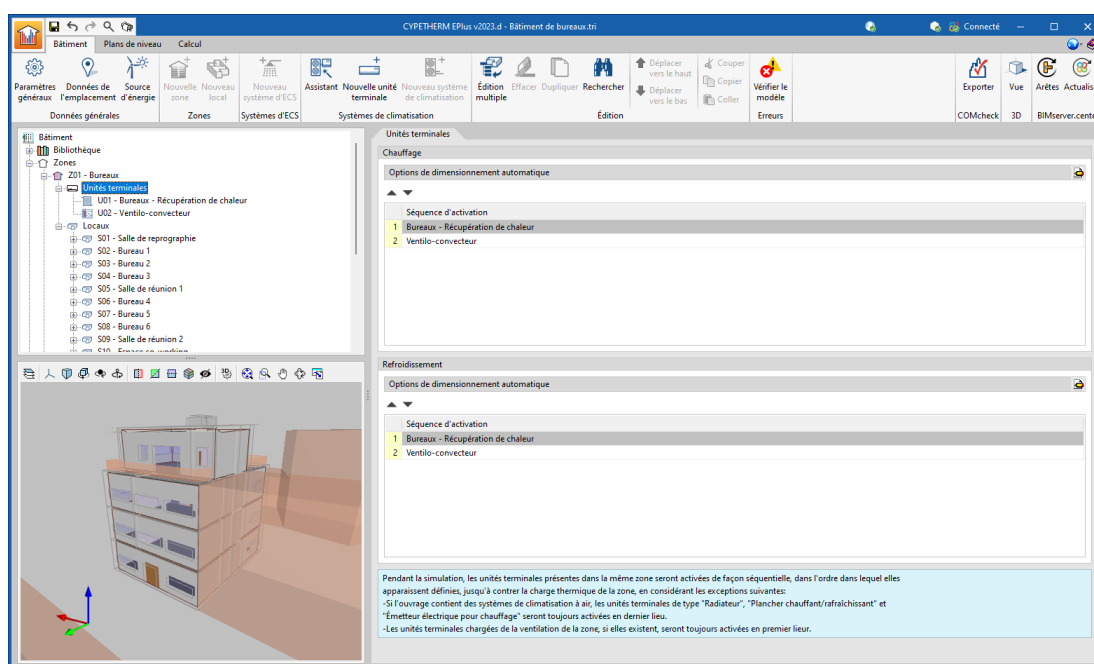 CYPETHERM EPlus v2023.d - Bâtiment de bureaux.tri
Connecté
Bâtiment Plans de niveau Calcul
Paramètres généraux
Données de l'emplacement
Source d'énergie
Nouvelle zone
Nouveau local
Nouveau système d'ECS
Assistant
Nouvelle unité terminale
Nouveau système de climatisation
Édition multiple
Effacer
Dupliquer
Rechercher
Déplacer vers le haut
Déplacer vers le bas
Couper
Copier
Coller
Vérifier le modèle
Exporter
Vue
Arêtes
Actualis
Données générales
Zones
Systèmes d'ECS
Systèmes de climatisation
Édition
Erreurs
COMcheck
3D
BIMserver.cente
Bâtiment
Bibliothèque
Zones
Z01 - Bureaux
Unités terminales
U01 - Bureaux - Récupération de chaleur
U02 - Ventilo-convecteur
Locaux
S01 - Salle de reprographie
S02 - Bureau 1
S03 - Bureau 2
S04 - Bureau 3
S05 - Salle de réunion 1
S06 - Bureau 4
S07 - Bureau 5
S08 - Bureau 6
S09 - Salle de réunion 2
Unités terminales
Chauffage
Options de dimensionnement automatique
Séquence d'activation
1 Bureaux - Récupération de chaleur
2 Ventilo-convecteur
Refroidissement
Options de dimensionnement automatique
Séquence d'activation
1 Bureaux - Récupération de chaleur
2 Ventilo-convecteur
Pendant la simulation, les unités terminales présentes dans la même zone seront activées de façon séquentielle, dans l'ordre dans lequel elles
apparaissent définies, jusqu'à contrer la charge thermique de la zone, en considérant les exceptions suivantes:
-Si l'ouvrage contient des systèmes de climatisation à air, les unités terminales de type "Radiateur", "Plancher chauffant/rafraîchissant" et
"Émetteur électrique pour chauffage" seront toujours activées en dernier lieu.
-Les unités terminales chargées de la ventilation de la zone, si elles existent, seront toujours activées en premier lieur.